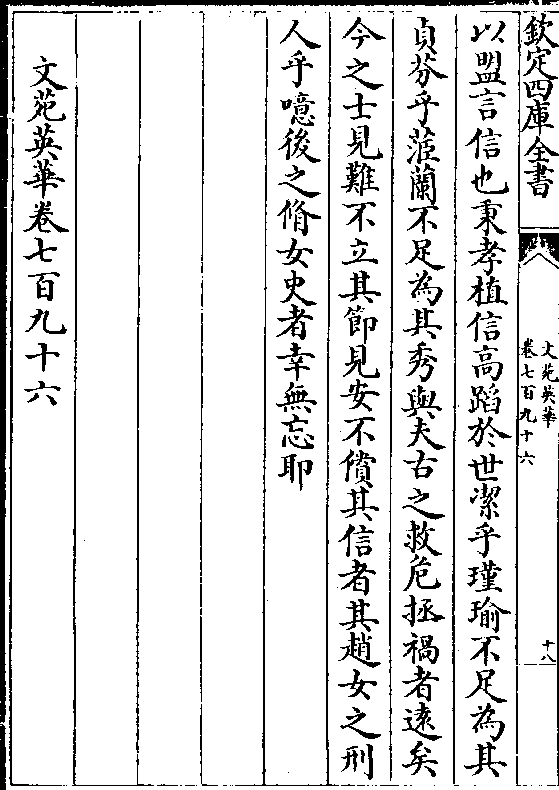 欽定四庫全書
文苑英華
卷七百九十六
十八
以盟言信也秉孝植信高蹈於世潔乎瑾瑜不足為其
貞芬乎茝蘭不足為其秀與夫古之救危拯禍者遠矣
今之士見難不立其節見安不償其信者其趙女之刑
人乎噫後之脩女史者幸無忘耶
文苑英華卷七百九十六